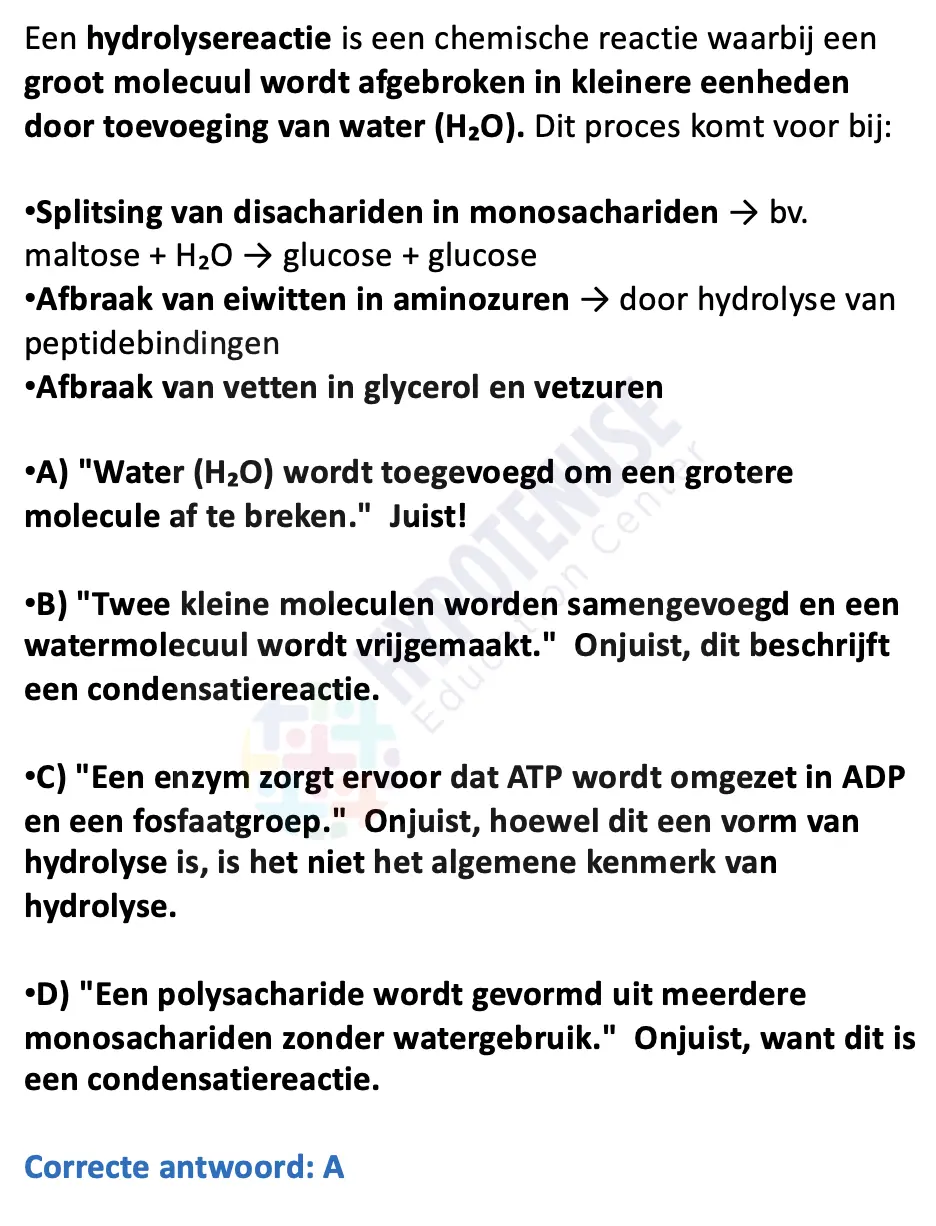 Een hydrolysereactie is een chemische reactie waarbij een
groot molecuul wordt afgebroken in kleinere eenheden
door toevoeging van water (H₂O). Dit proces komt voor bij:
•Splitsing van disachariden in monosachariden → bv.
maltose + H₂O → glucose + glucose
•Afbraak van eiwitten in aminozuren → door hydrolyse van
peptidebindingen
•Afbraak van vetten in glycerol en vetzuren
•A) "Water (H₂O) wordt toegevoegd om een grotere
molecule af te breken." Juist!
•B) "Twee kleine moleculen worden samengevoegd en een
watermolecuul wordt vrijgemaakt." Onjuist, dit beschrijft
een condensatiereactie.
•C) "Een enzym zorgt ervoor dat ATP wordt omgezet in ADP
en een fosfaatgroep." Onjuist, hoewel dit een vorm van
hydrolyse is, is het niet het algemene kenmerk van
hydrolyse.
•D) "Een polysacharide wordt gevormd uit meerdere
monosachariden zonder watergebruik." Onjuist, want dit is
een condensatiereactie.
Correcte antwoord: A
HYPOTENUSE
Education Center